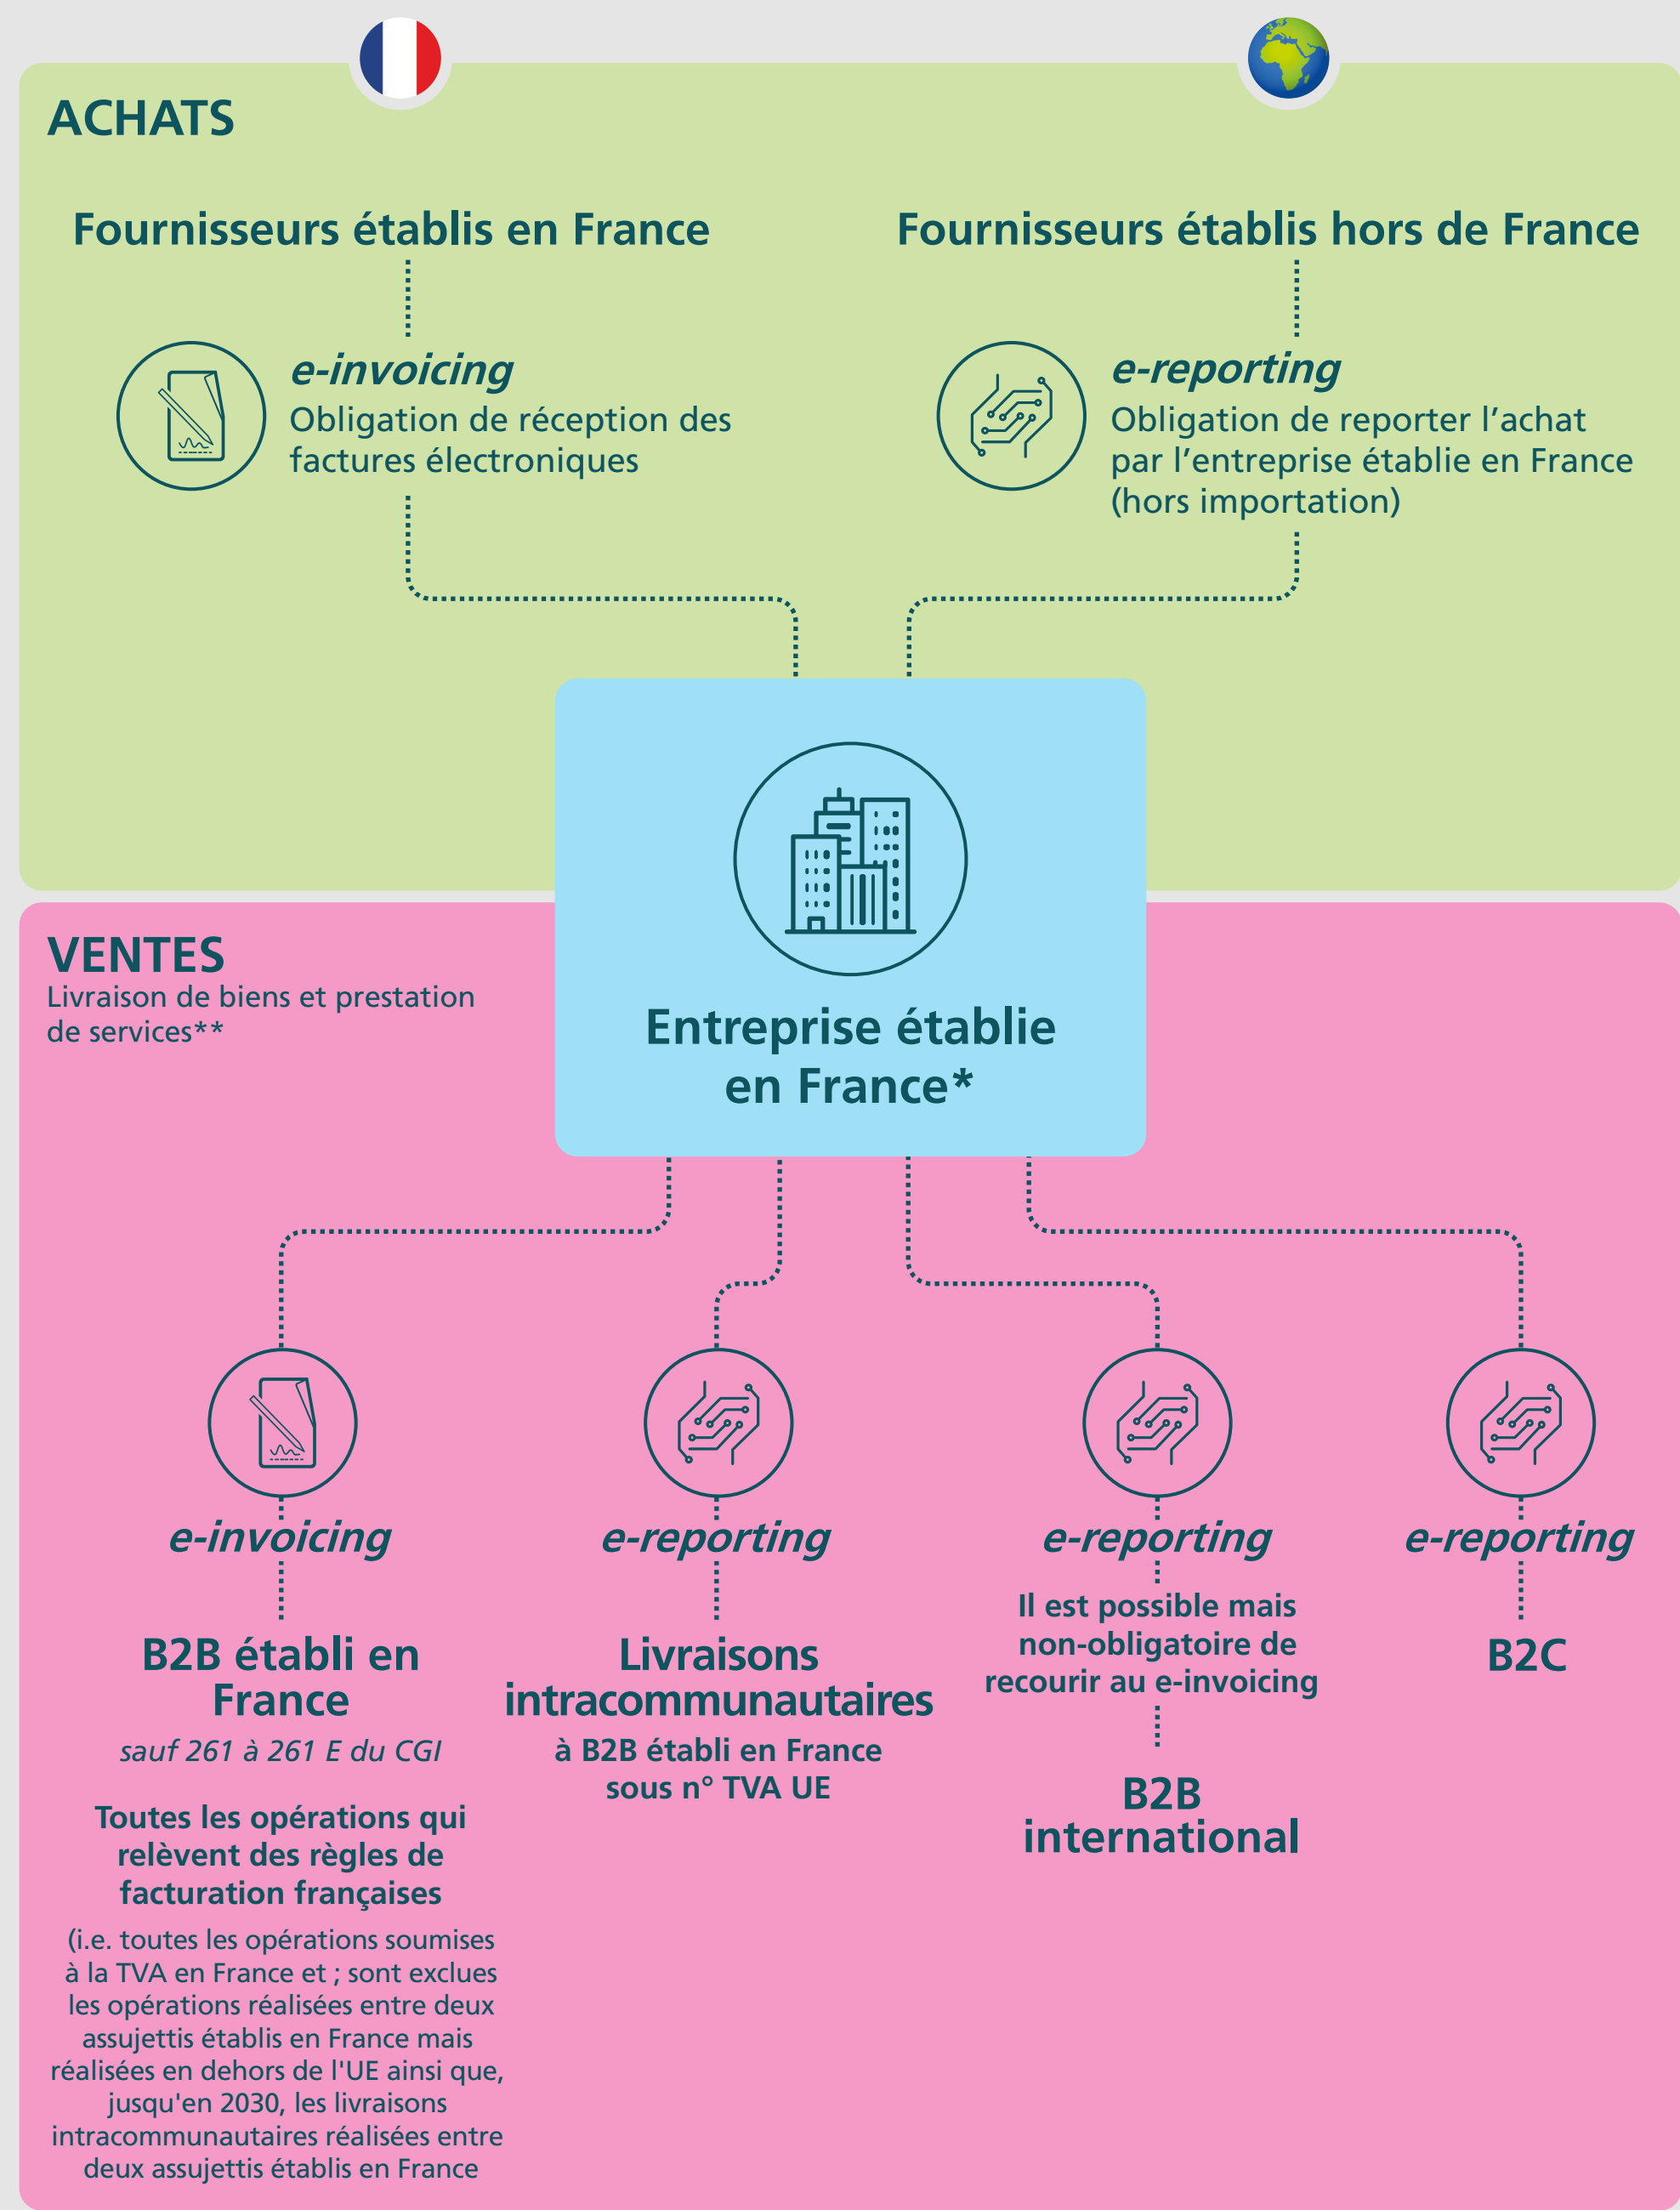 ACHATS
Fournisseurs établis en France
e-invoicing
Obligation de réception des
factures électroniques
Fournisseurs établis hors de France
e-reporting
Obligation de reporter l’achat
par l’entreprise établie en France
(hors importation)
Entreprise établie
en France*
VENTES
Livraison de biens et prestation
de services**
e-invoicing
B2B établi en
France
sauf 261 à 261 E du CGI
Toutes les opérations qui
relèvent des règles de
facturation françaises
(i.e. toutes les opérations soumises
à la TVA en France et ; sont exclues
les opérations réalisées entre deux
assujettis établis en France mais
réalisées en dehors de l'UE ainsi que,
jusqu'en 2030, les livraisons
intracommunautaires réalisées entre
deux assujettis établis en France
e-reporting
Livraisons
intracommunautaires
à B2B établi en France
sous n° TVA UE
e-reporting
Il est possible mais
non-obligatoire de
recourir au e-invoicing
B2B
international
e-reporting
B2C